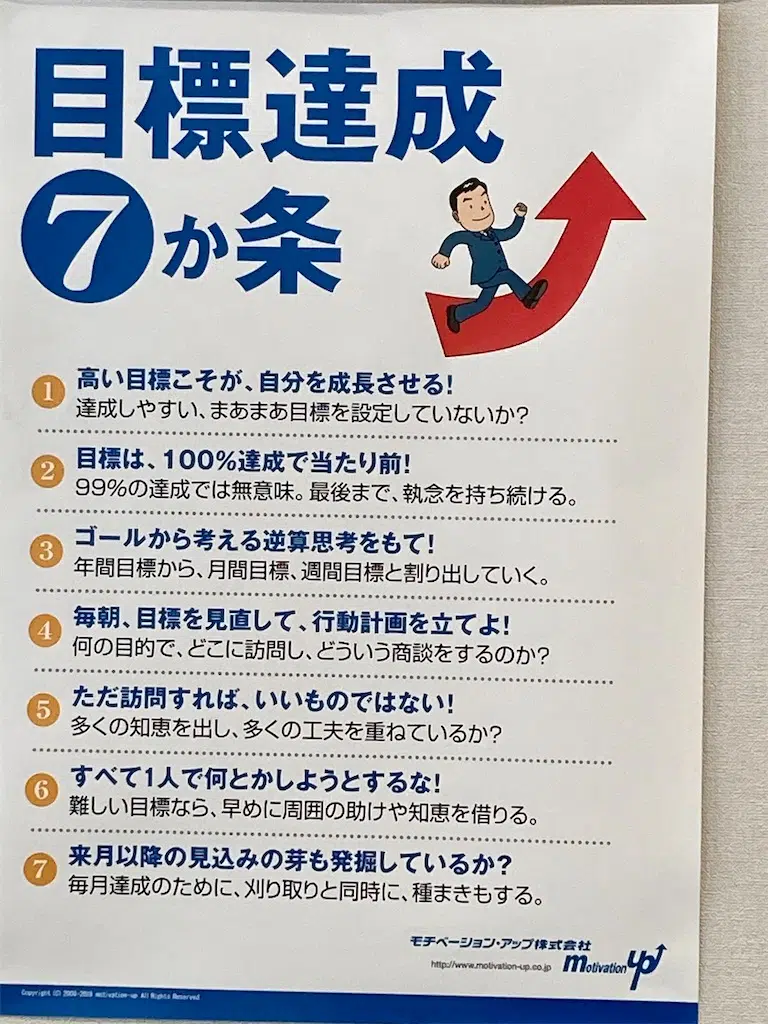 目標達成
7か条
1 高い目標こそが、自分を成長させる!
達成しやすい、まあまあ目標を設定していないか?
2 目標は、100%達成で当たり前!
99%の達成では無意味。最後まで、執念を持ち続ける。
3 ゴールから考える逆算思考をもて!
年間目標から、月間目標、週間目標と割り出していく。
4 毎朝、目標を見直して、行動計画を立てよ!
何の目的で、どこに訪問し、どういう商談をするのか?
5 ただ訪問すれば、いいものではない!
多くの知恵を出し、多くの工夫を重ねているか?
6 すべて1人で何とかしようとするな!
難しい目標なら、早めに周囲の助けや知恵を借りる。
7 来月以降の見込みの芽も発掘しているか?
毎月達成のために、刈り取りと同時に、種まきもする。
モチベーション・アップ株式会社
http://www.motivation-up.co.jp
motivation up
Copyright (C) motivation-up All Rights Reserved